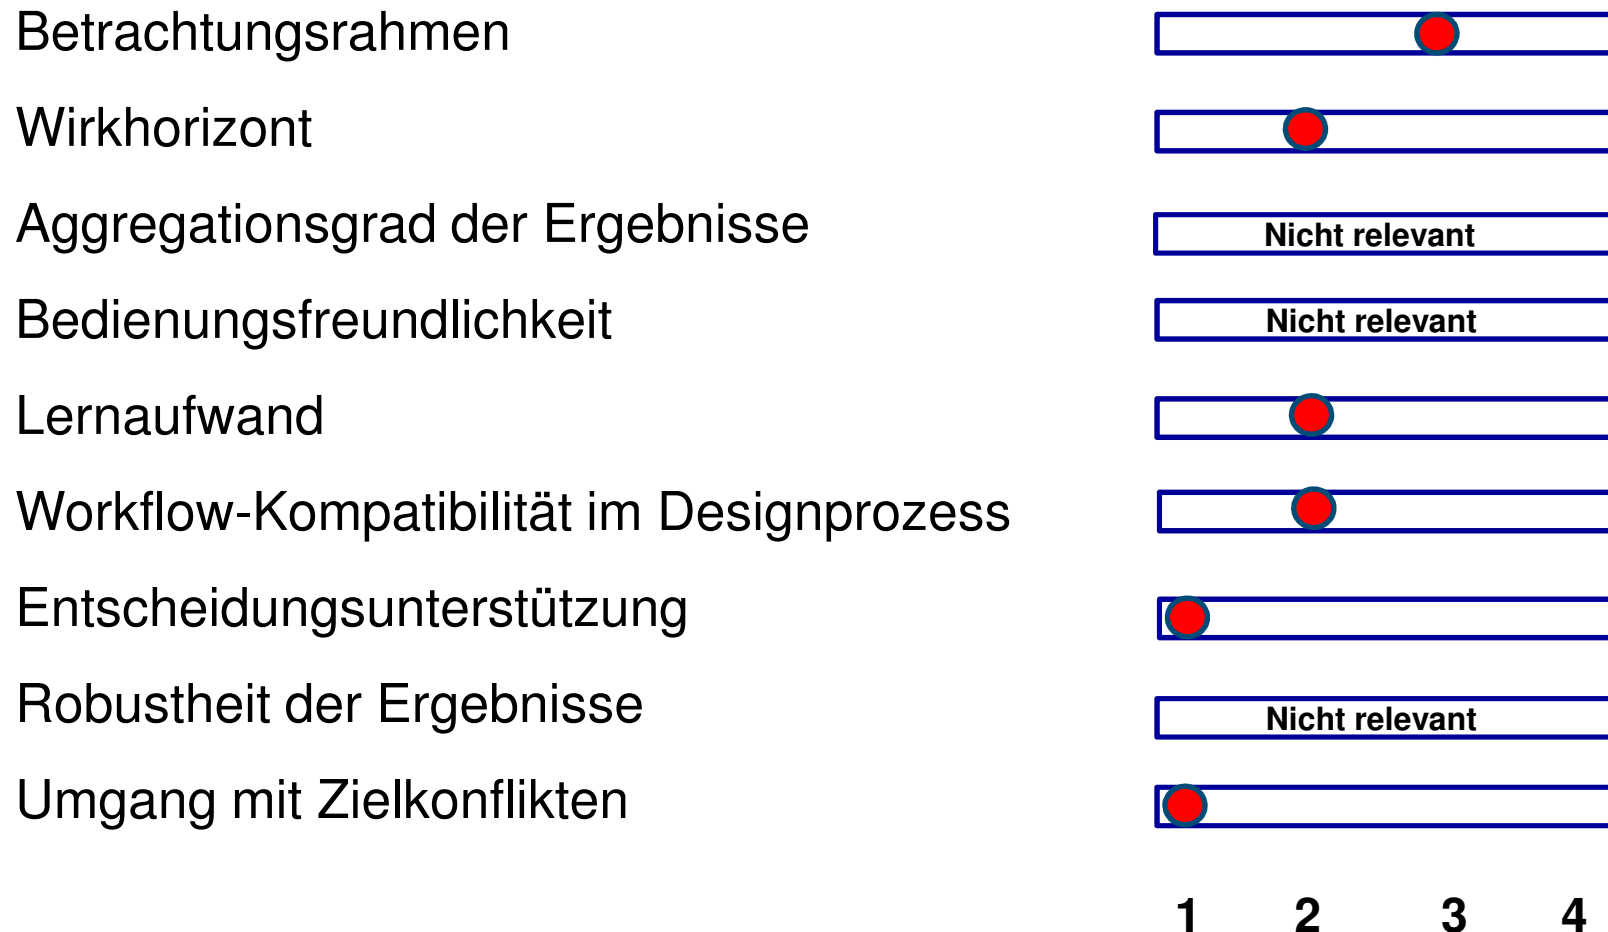 Betrachtungsrahmen
Wirkhorizont
Aggregationsgrad der Ergebnisse
Nicht relevant
Bedienungsfreundlichkeit
Nicht relevant
Lernaufwand
Workflow-Kompatibilität im Designprozess
Entscheidungsunterstützung
Robustheit der Ergebnisse
Nicht relevant
Umgang mit Zielkonflikten
1 2 3 4